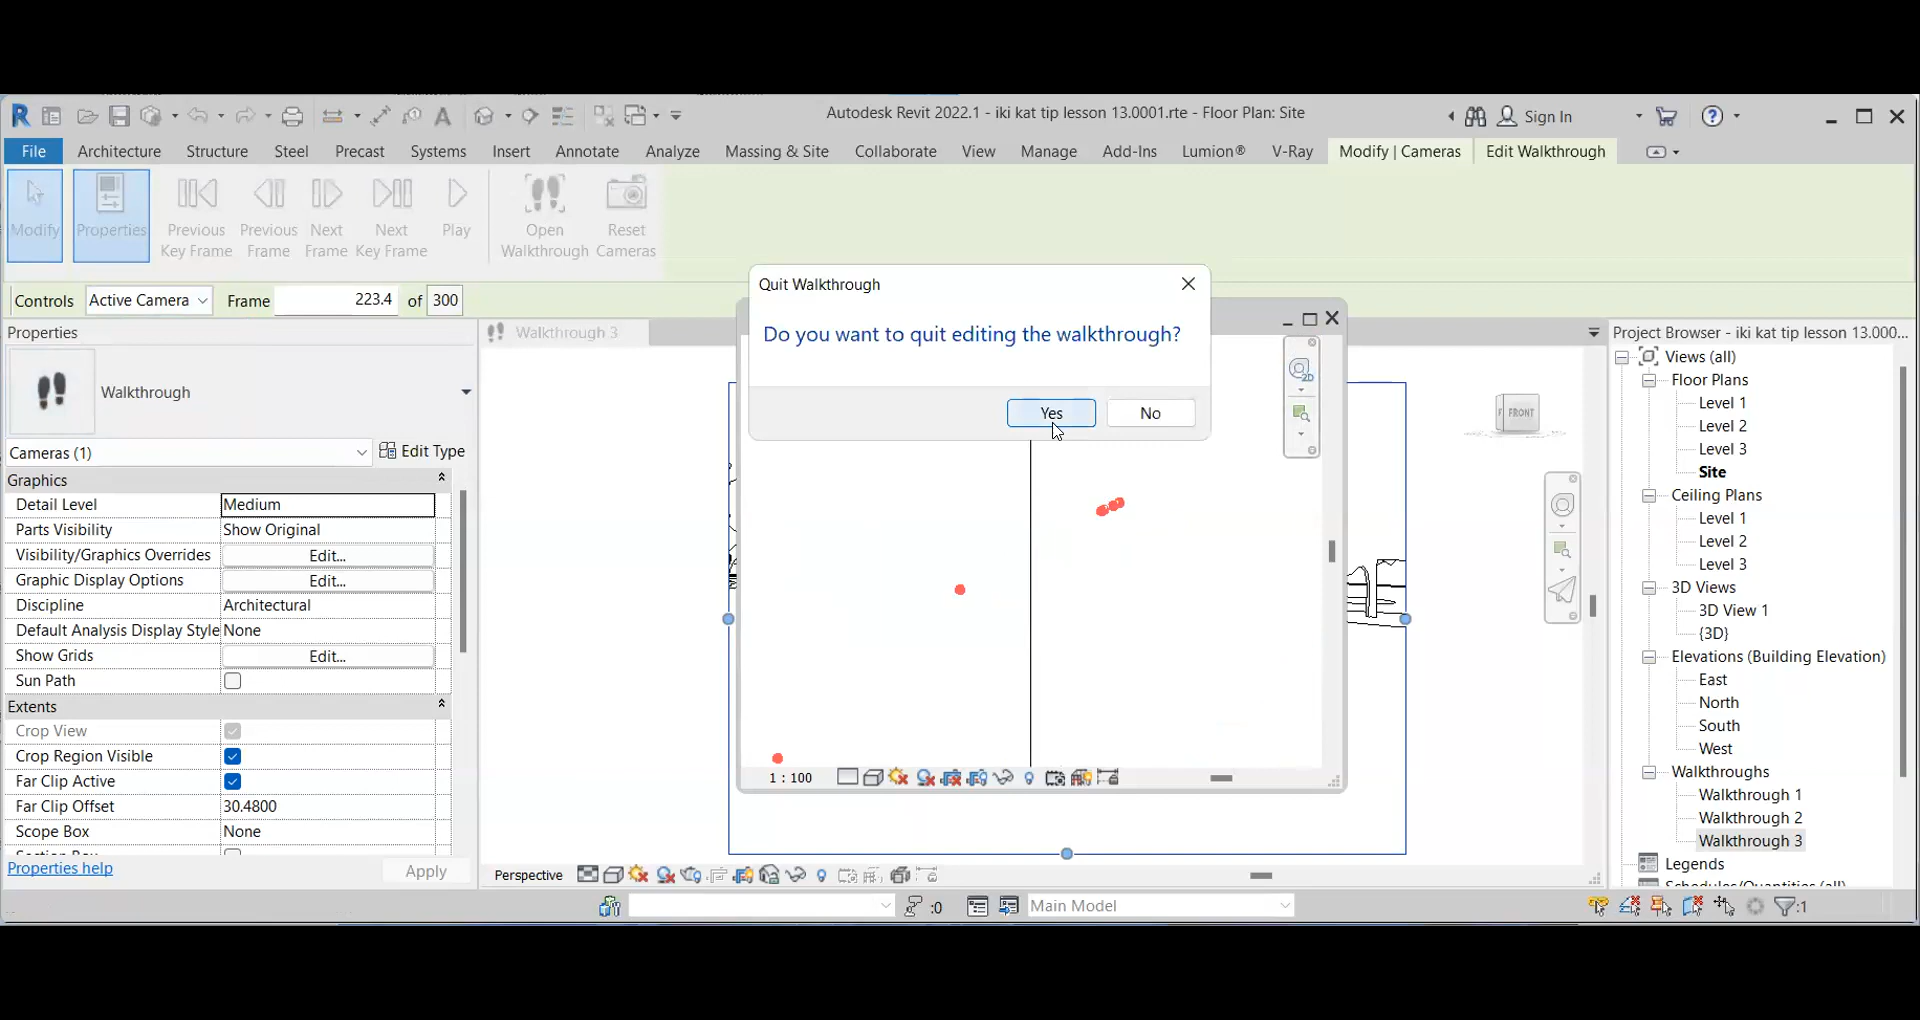 Autodesk Revit 2022.1 - iki kat tip lesson 13.0001.rte - Floor Plan: Site
Sign In
File Architecture Structure Steel Precast Systems Insert Annotate Analyze Massing & Site Collaborate View Manage Add-Ins Lumion® V-Ray Modify | Cameras Edit Walkthrough
Modify
Properties
Previous Key Frame
Previous Frame
Next Frame
Next Key Frame
Play
Open Walkthrough
Reset Cameras
Controls Active Camera Frame 223.4 of 300
Properties
Walkthrough
Cameras (1) Edit Type
Graphics
Detail Level Medium
Parts Visibility Show Original
Visibility/Graphics Overrides Edit...
Graphic Display Options Edit...
Discipline Architectural
Default Analysis Display Style None
Show Grids Edit...
Sun Path
Extents
Crop View
Crop Region Visible
Far Clip Active
Far Clip Offset 30.4800
Scope Box None
Properties help Apply
Walkthrough 3
Quit Walkthrough
Do you want to quit editing the walkthrough?
Yes No
2D
FRONT
1 : 100
Perspective
Project Browser - iki kat tip lesson 13.000...
Views (all)
Floor Plans
Level 1
Level 2
Level 3
Site
Ceiling Plans
Level 1
Level 2
Level 3
3D Views
3D View 1
{3D}
Elevations (Building Elevation)
East
North
South
West
Walkthroughs
Walkthrough 1
Walkthrough 2
Walkthrough 3
Legends
Schedules/Quantities (all)
:0
Main Model
:1